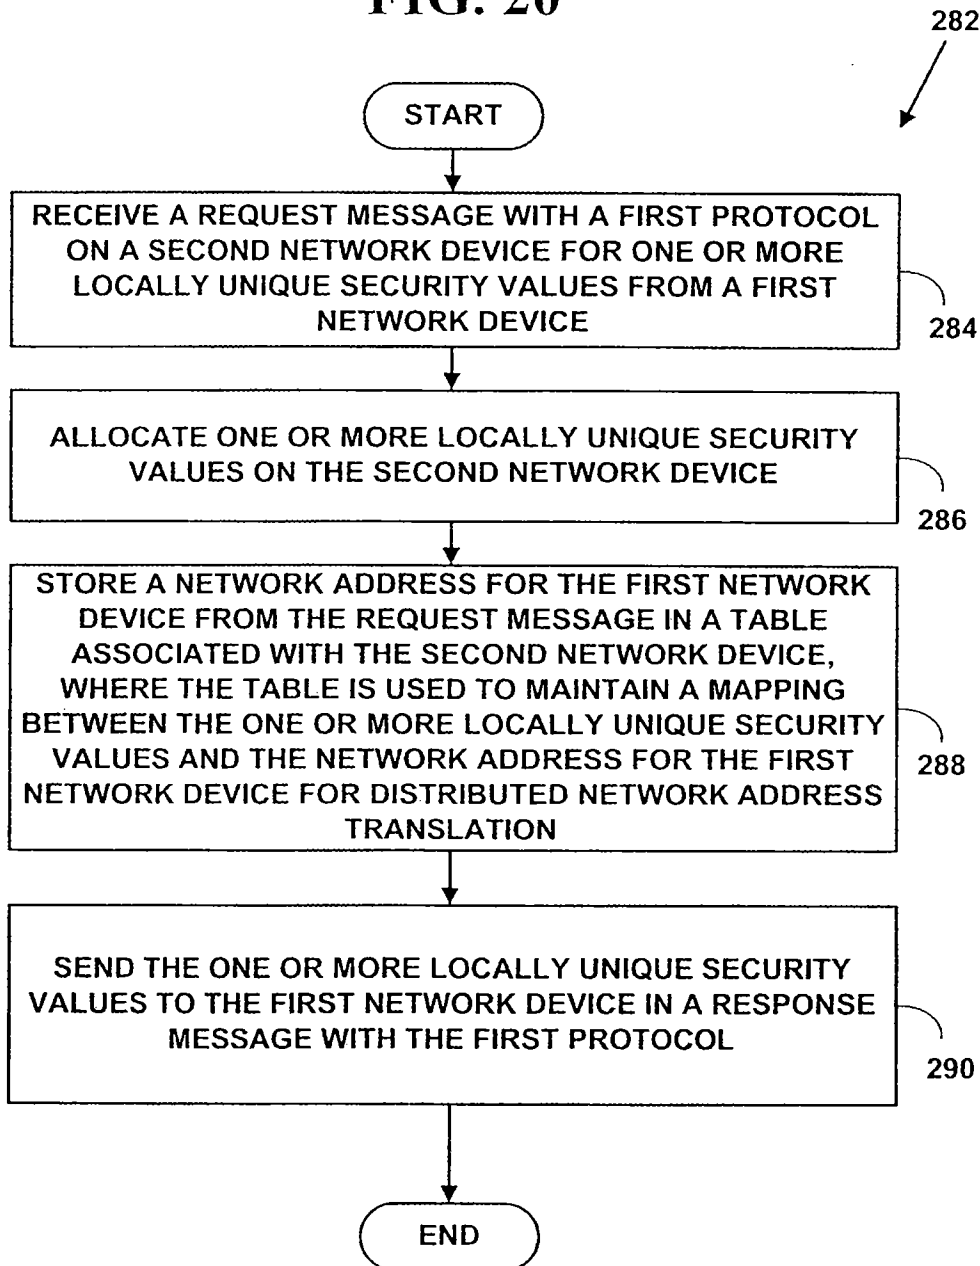 FIG. 20
282
START
RECEIVE A REQUEST MESSAGE WITH A FIRST PROTOCOL
ON A SECOND NETWORK DEVICE FOR ONE OR MORE
LOCALLY UNIQUE SECURITY VALUES FROM A FIRST
NETWORK DEVICE
284
ALLOCATE ONE OR MORE LOCALLY UNIQUE SECURITY
VALUES ON THE SECOND NETWORK DEVICE
286
STORE A NETWORK ADDRESS FOR THE FIRST NETWORK
DEVICE FROM THE REQUEST MESSAGE IN A TABLE
ASSOCIATED WITH THE SECOND NETWORK DEVICE,
WHERE THE TABLE IS USED TO MAINTAIN A MAPPING
BETWEEN THE ONE OR MORE LOCALLY UNIQUE SECURITY
VALUES AND THE NETWORK ADDRESS FOR THE FIRST
NETWORK DEVICE FOR DISTRIBUTED NETWORK ADDRESS
TRANSLATION
288
SEND THE ONE OR MORE LOCALLY UNIQUE SECURITY
VALUES TO THE FIRST NETWORK DEVICE IN A RESPONSE
MESSAGE WITH THE FIRST PROTOCOL
290
END